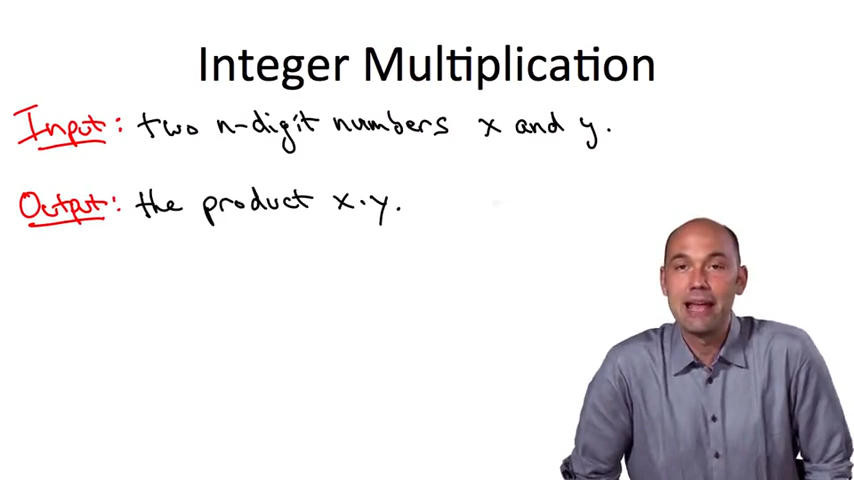 Integer Multiplication
Input: two n-digit numbers x and y.
Output: the product x·y.